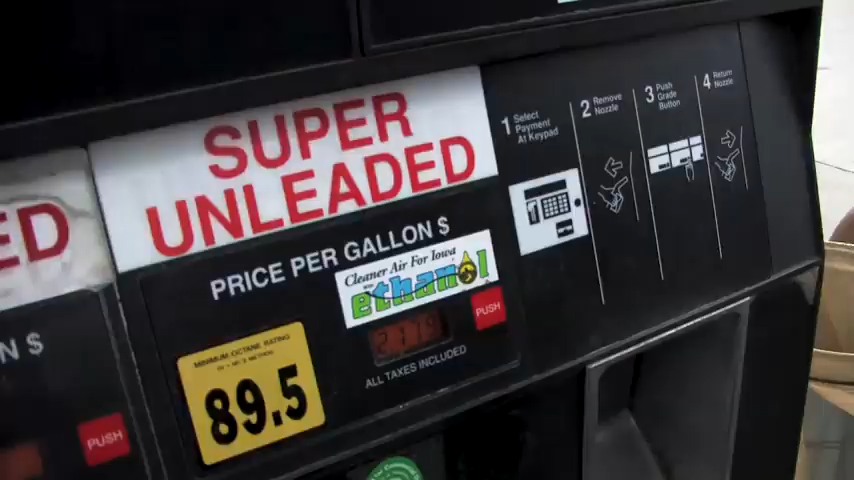 SUPER
UNLEADED
PRICE PER GALLON $
Cleaner Air For Iowa
with
ethanol
PUSH
ALL TAXES INCLUDED
MINIMUM OCTANE RATING
89.5
1 Select
Payment
At Keypad
2 Remove
Nozzle
3 Push
Grade
Button
4 Return
Nozzle
ED
N $
PUSH